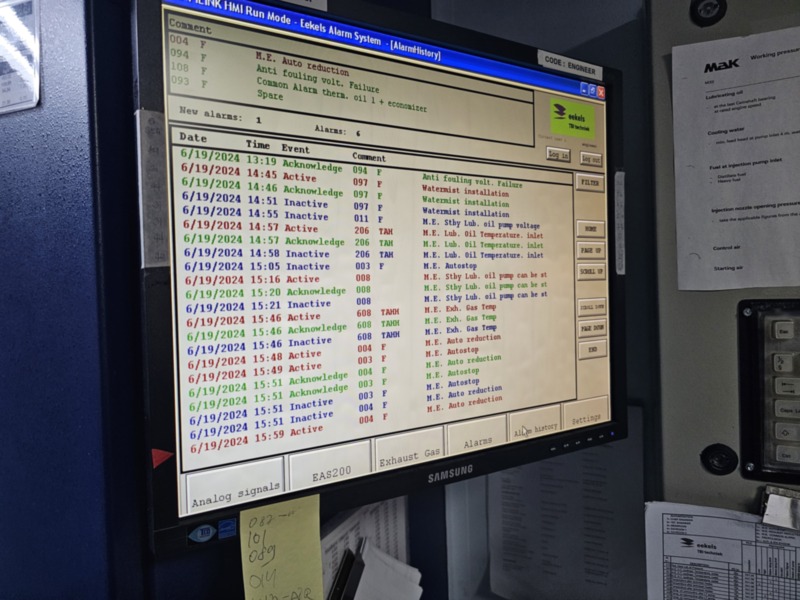 HMI Run Mode - Eekels Alarm System - [AlarmHistory]
CODE: ENGINEER
Comment
004 F M.E. Auto reduction
094 F Anti fouling volt. Failure
108 F Common Alarm therm. oil 1 + economizer
093 F Spare
New alarms: 1 Alarms: 6
eekels
TBI techniek
Log in
Log out
Date Time Event Comment
6/19/2024 13:19 Acknowledge 094 F Anti fouling volt. Failure
6/19/2024 14:45 Active 097 F Watermist installation
6/19/2024 14:46 Acknowledge 097 F Watermist installation
6/19/2024 14:51 Inactive 097 F Watermist installation
6/19/2024 14:55 Inactive 011 F M.E. Stby Lub. oil pump voltage
6/19/2024 14:57 Active 206 TAH M.E. Lub. Oil Temperature. inlet
6/19/2024 14:57 Acknowledge 206 TAH M.E. Lub. Oil Temperature. inlet
6/19/2024 14:58 Inactive 206 TAH M.E. Lub. Oil Temperature. inlet
6/19/2024 15:05 Inactive 003 F M.E. Autostop
6/19/2024 15:16 Active 008 M.E. Stby Lub. oil pump can be st
6/19/2024 15:20 Acknowledge 008 M.E. Stby Lub. oil pump can be st
6/19/2024 15:21 Inactive 008 M.E. Stby Lub. oil pump can be st
6/19/2024 15:46 Active 608 TAHH M.E. Exh. Gas Temp
6/19/2024 15:46 Acknowledge 608 TAHH M.E. Exh. Gas Temp
6/19/2024 15:46 Inactive 608 TAHH M.E. Exh. Gas Temp
6/19/2024 15:48 Active 004 F M.E. Auto reduction
6/19/2024 15:49 Active 003 F M.E. Autostop
6/19/2024 15:51 Acknowledge 004 F M.E. Auto reduction
6/19/2024 15:51 Acknowledge 003 F M.E. Autostop
6/19/2024 15:51 Inactive 003 F M.E. Autostop
6/19/2024 15:51 Inactive 004 F M.E. Auto reduction
6/19/2024 15:59 Active 004 F M.E. Auto reduction
FILTER
HOME
PAGE UP
SCROLL UP
SCROLL DOWN
PAGE DOWN
END
Analog signals
EAS200
Exhaust Gas
Alarms
Alarm history
Settings
SAMSUNG
MaK
Working pressure
Lubricating oil
Cooling water
Fuel at injection pump inlet
Injection nozzle opening pressure
Control air
Starting air
101
089
014
eekels
TBI techniek